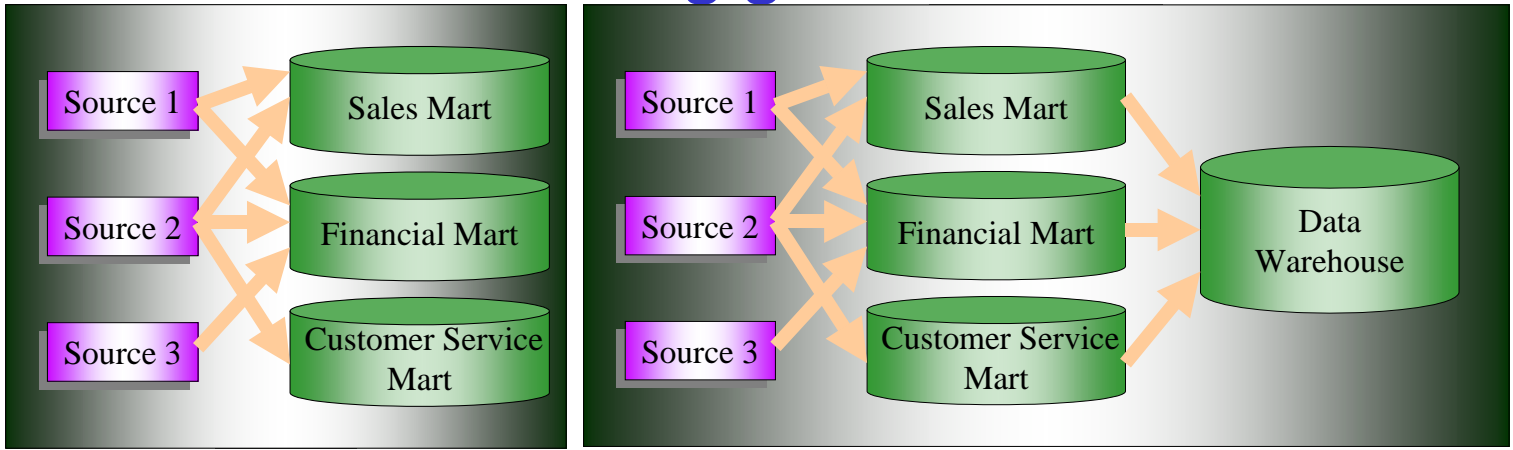 Source 1
Sales Mart
Source 2
Financial Mart
Source 3
Customer Service
Mart
Source 1
Sales Mart
Source 2
Financial Mart
Data
Warehouse
Source 3
Customer Service
Mart